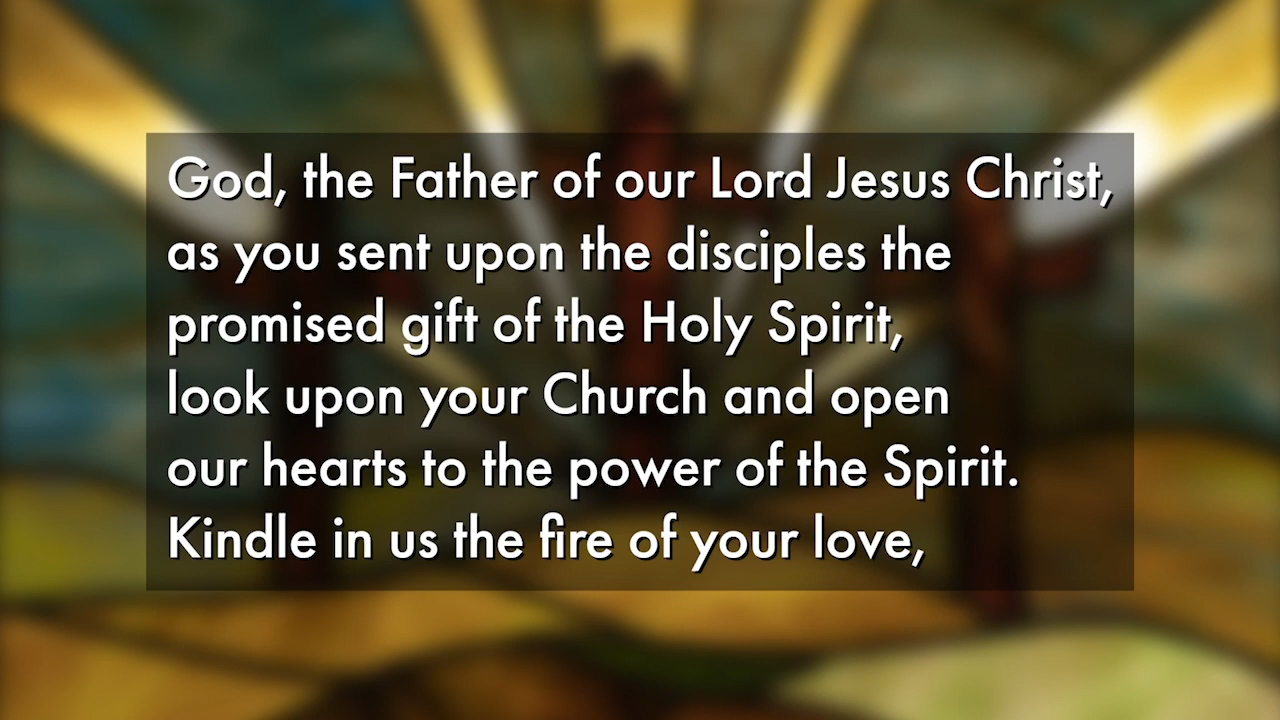 God, the Father of our Lord Jesus Christ,
as you sent upon the disciples the
promised gift of the Holy Spirit,
look upon your Church and open
our hearts to the power of the Spirit.
Kindle in us the fire of your love,